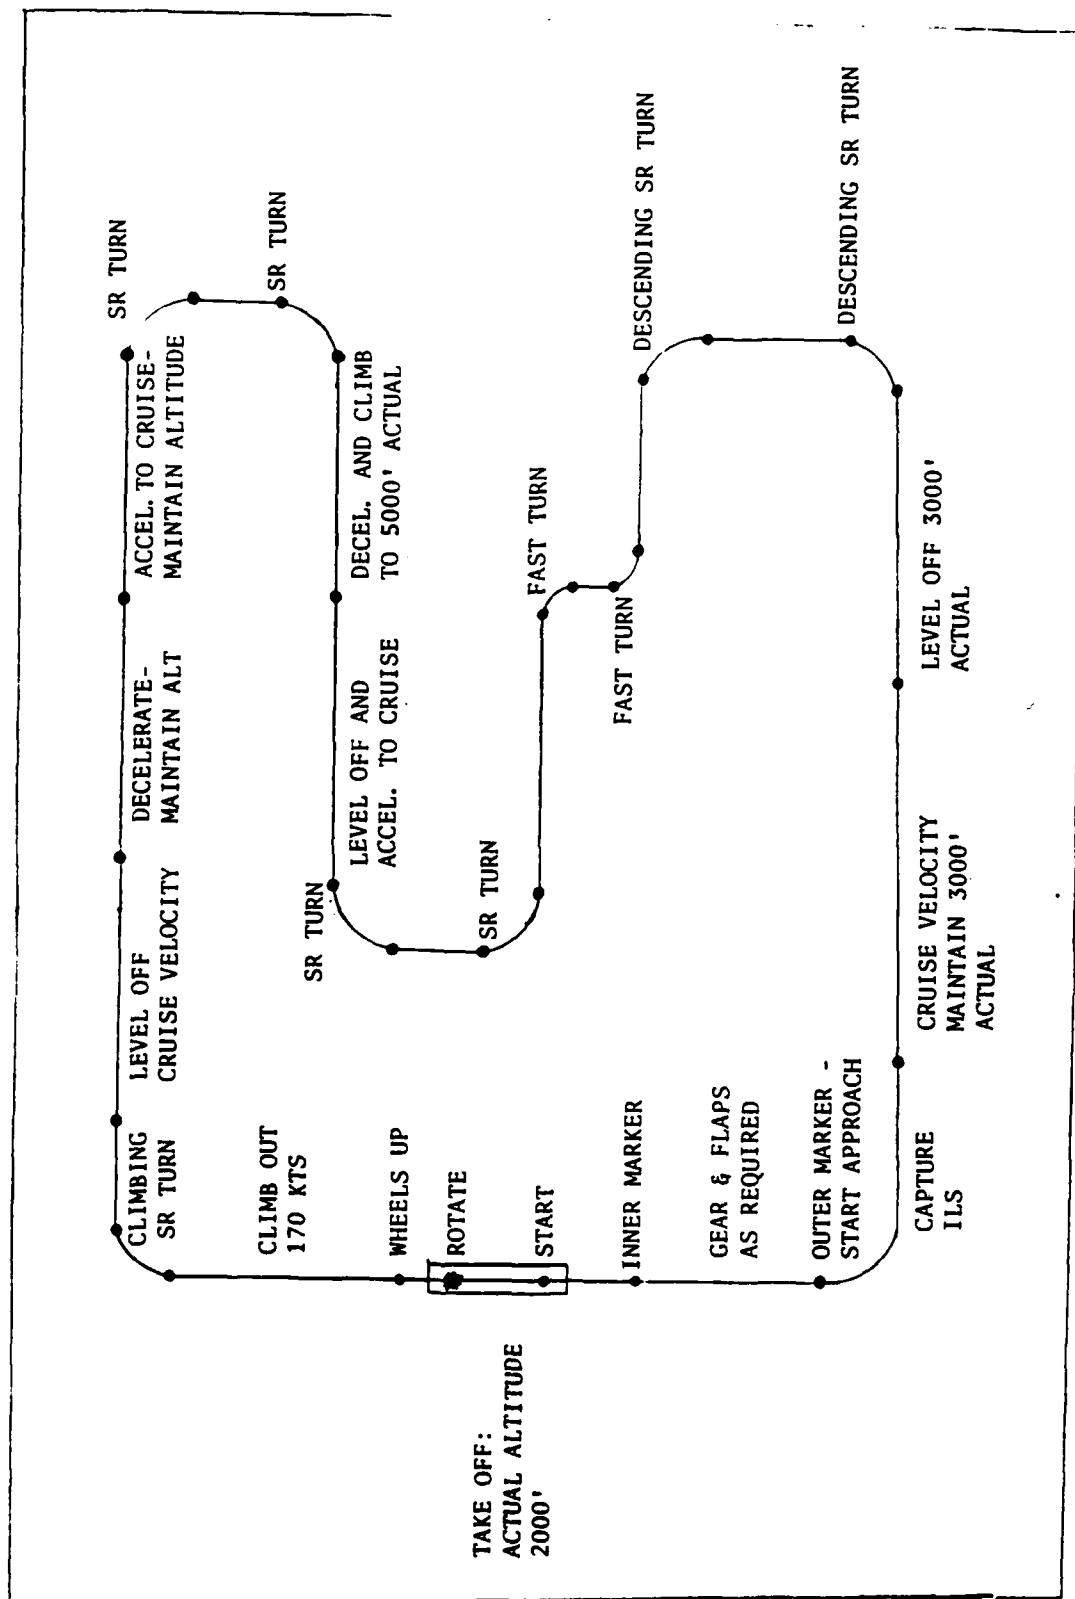 TAKE OFF:
ACTUAL ALTITUDE
2000'
START
ROTATE
WHEELS UP
CLIMB OUT
170 KTS
CLIMBING
SR TURN
LEVEL OFF
CRUISE VELOCITY
DECELERATE-
MAINTAIN ALT
ACCEL. TO CRUISE-
MAINTAIN ALTITUDE
SR TURN
SR TURN
DECEL. AND CLIMB
TO 5000' ACTUAL
LEVEL OFF AND
ACCEL. TO CRUISE
SR TURN
SR TURN
FAST TURN
FAST TURN
DESCENDING SR TURN
DESCENDING SR TURN
LEVEL OFF 3000'
ACTUAL
CRUISE VELOCITY
MAINTAIN 3000'
ACTUAL
CAPTURE
ILS
OUTER MARKER -
START APPROACH
GEAR & FLAPS
AS REQUIRED
INNER MARKER